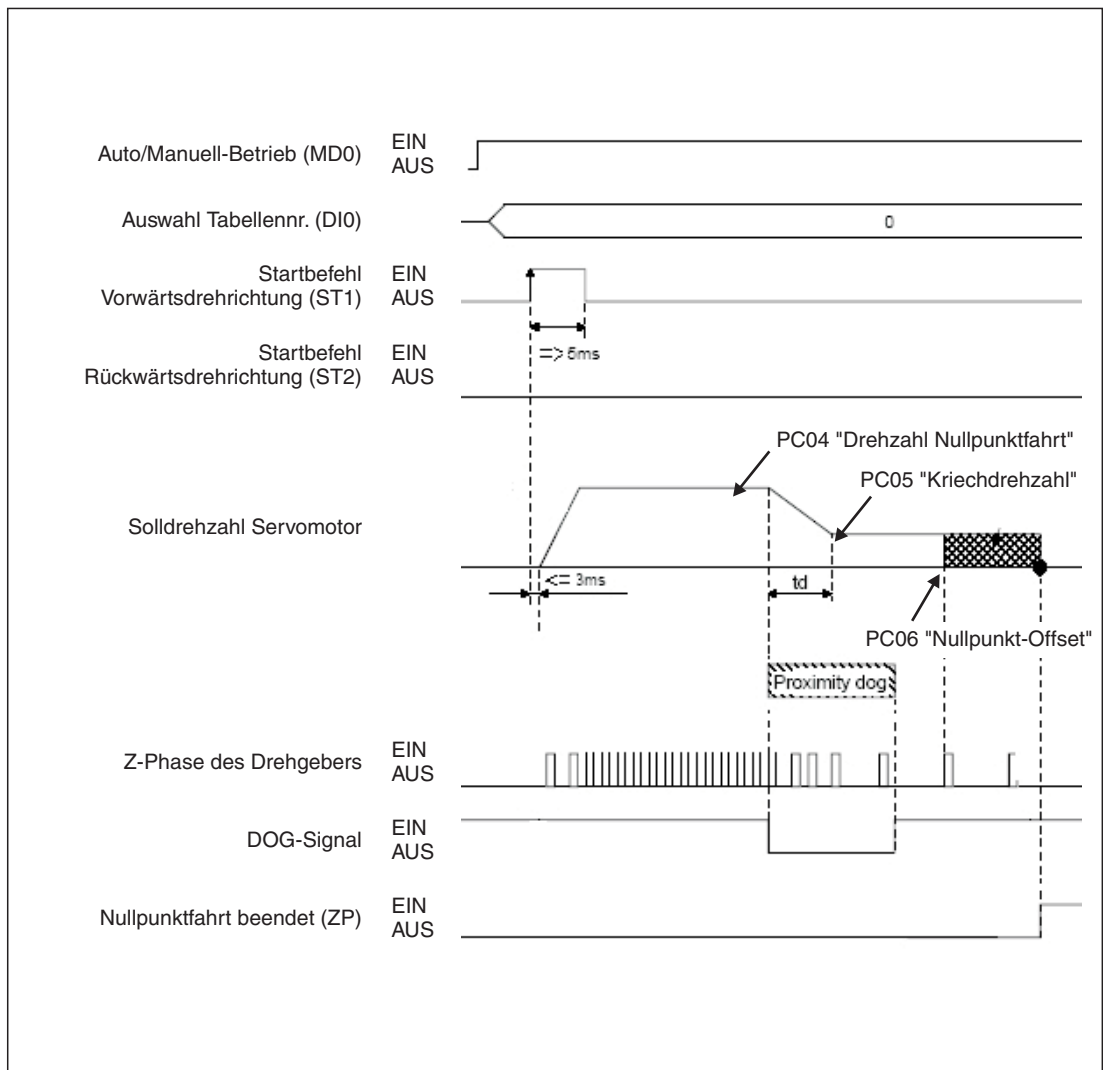 Auto/Manuell-Betrieb (MD0)
EIN
AUS
Auswahl Tabellennr. (DI0)
0
Startbefehl
Vorwärtsdrehrichtung (ST1)
EIN
AUS
=> 5ms
Startbefehl
Rückwärtsdrehrichtung (ST2)
EIN
AUS
PC04 "Drehzahl Nullpunktfahrt"
PC05 "Kriechdrehzahl"
Solldrehzahl Servomotor
<= 3ms
td
PC06 "Nullpunkt-Offset"
Proximity dog
Z-Phase des Drehgebers
EIN
AUS
DOG-Signal
EIN
AUS
Nullpunktfahrt beendet (ZP)
EIN
AUS